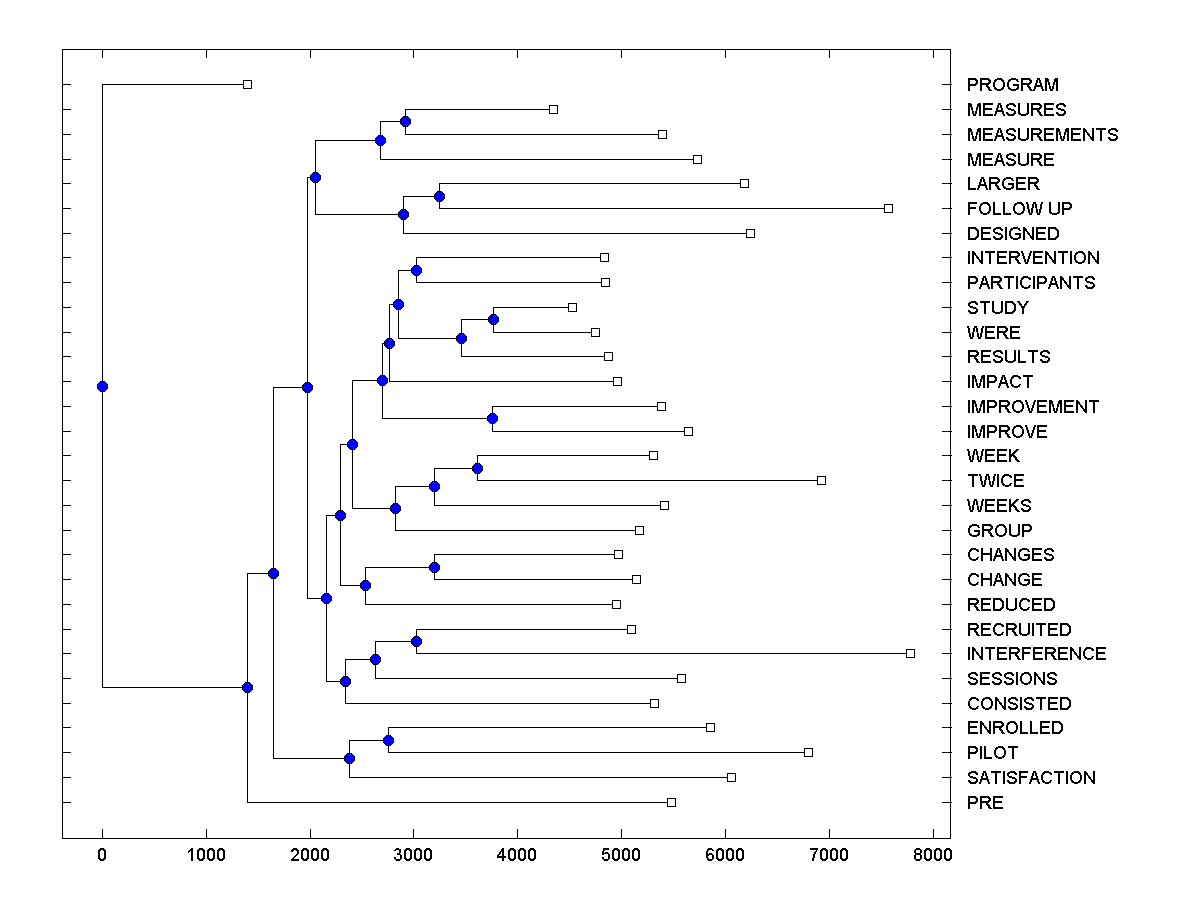 PROGRAM
MEASURES
MEASUREMENTS
MEASURE
LARGER
FOLLOW UP
DESIGNED
INTERVENTION
PARTICIPANTS
STUDY
WERE
RESULTS
IMPACT
IMPROVEMENT
IMPROVE
WEEK
TWICE
WEEKS
GROUP
CHANGES
CHANGE
REDUCED
RECRUITED
INTERFERENCE
SESSIONS
CONSISTED
ENROLLED
PILOT
SATISFACTION
PRE
0 1000 2000 3000 4000 5000 6000 7000 8000